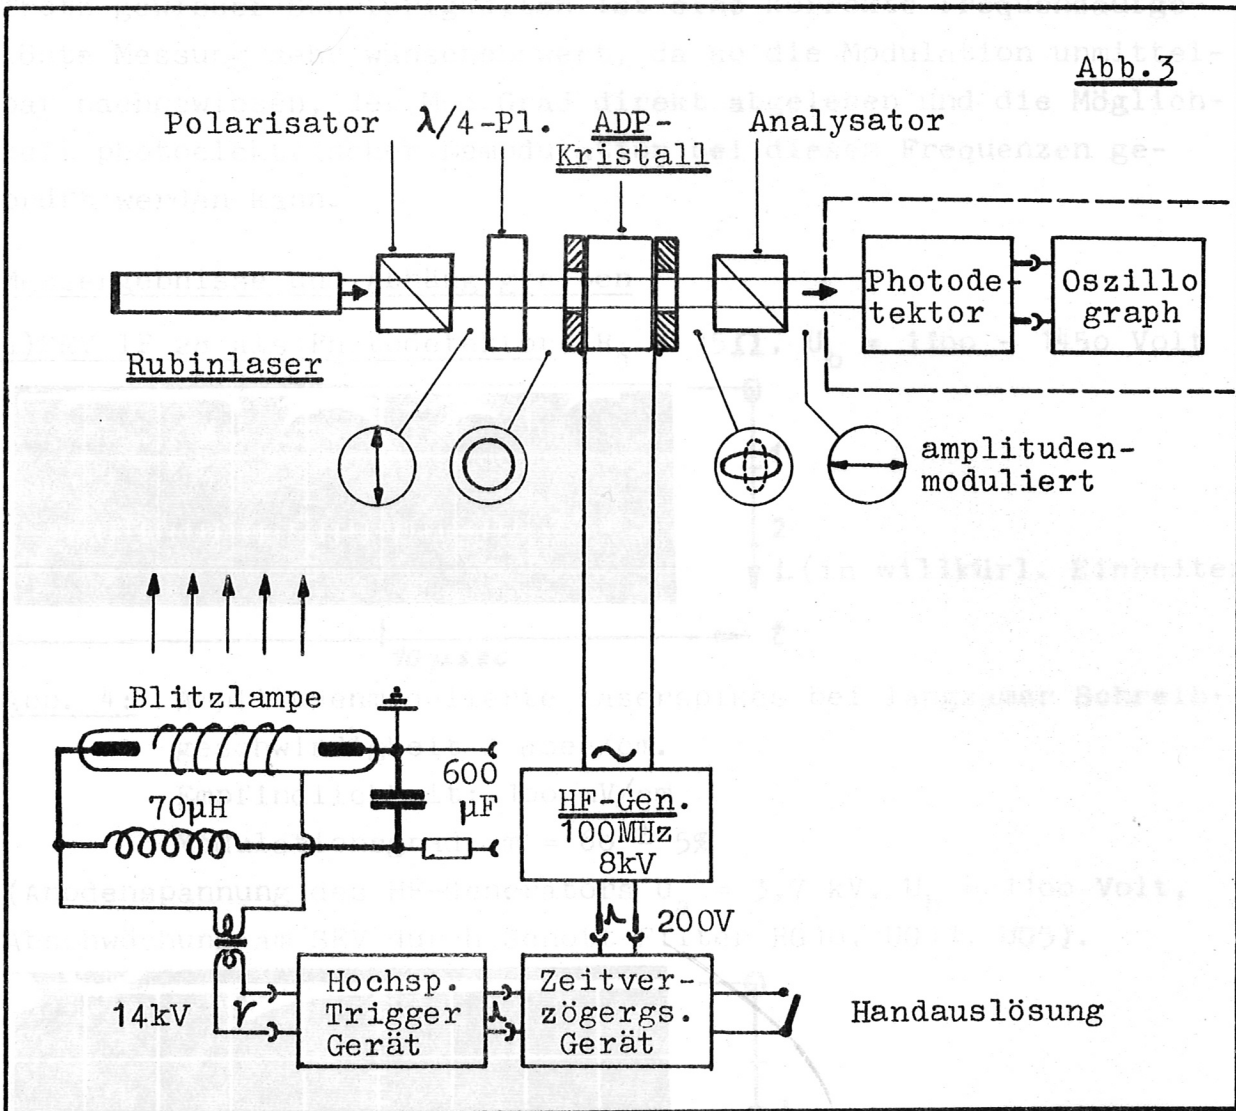 Abb.3
Polarisator
λ/4-Pl.
ADP-
Kristall
Analysator
Rubinlaser
Photode-
tektor
Oszillo
graph
amplituden-
moduliert
Blitzlampe
600
µF
70µH
HF-Gen.
100MHz
8kV
200V
14kV
Hochsp.
Trigger
Gerät
Zeitver-
zögergs.
Gerät
Handauslösung